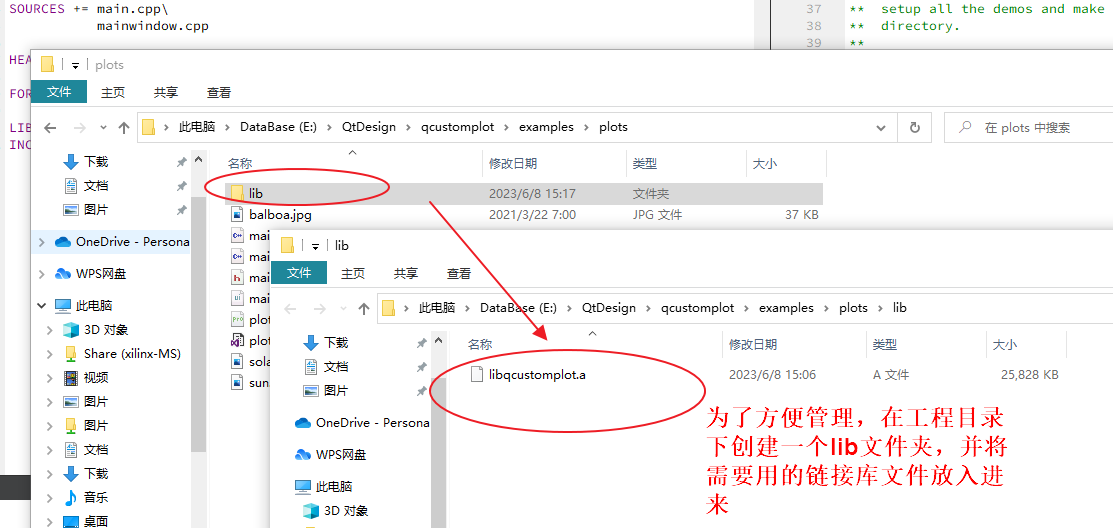 SOURCES += main.cpp\
mainwindow.cpp
37 ** setup all the demos and make
38 ** directory.
39 **
HEA
FOR
LIB
INC
plots
文件 主页 共享 查看
此电脑 > DataBase (E:) > QtDesign > qcustomplot > examples > plots
在 plots 中搜索
名称 修改日期 类型 大小
lib 2023/6/8 15:17 文件夹
balboa.jpg 2021/3/22 7:00 JPG 文件 37 KB
mai
mai
mai
mai
plot
plot
sola
sun
下载
文档
图片
OneDrive - Persona
WPS网盘
此电脑
3D 对象
Share (xilinx-MS)
视频
图片
图片
文档
下载
音乐
桌面
lib
文件 主页 共享 查看
此电脑 > DataBase (E:) > QtDesign > qcustomplot > examples > plots > lib
名称 修改日期 类型 大小
libqcustomplot.a 2023/6/8 15:06 A 文件 25,828 KB
下载
文档
图片
OneDrive - Persona
WPS网盘
此电脑
3D 对象
为了方便管理，在工程目录
下创建一个lib文件夹，并将
需要用的链接库文件放入进
来